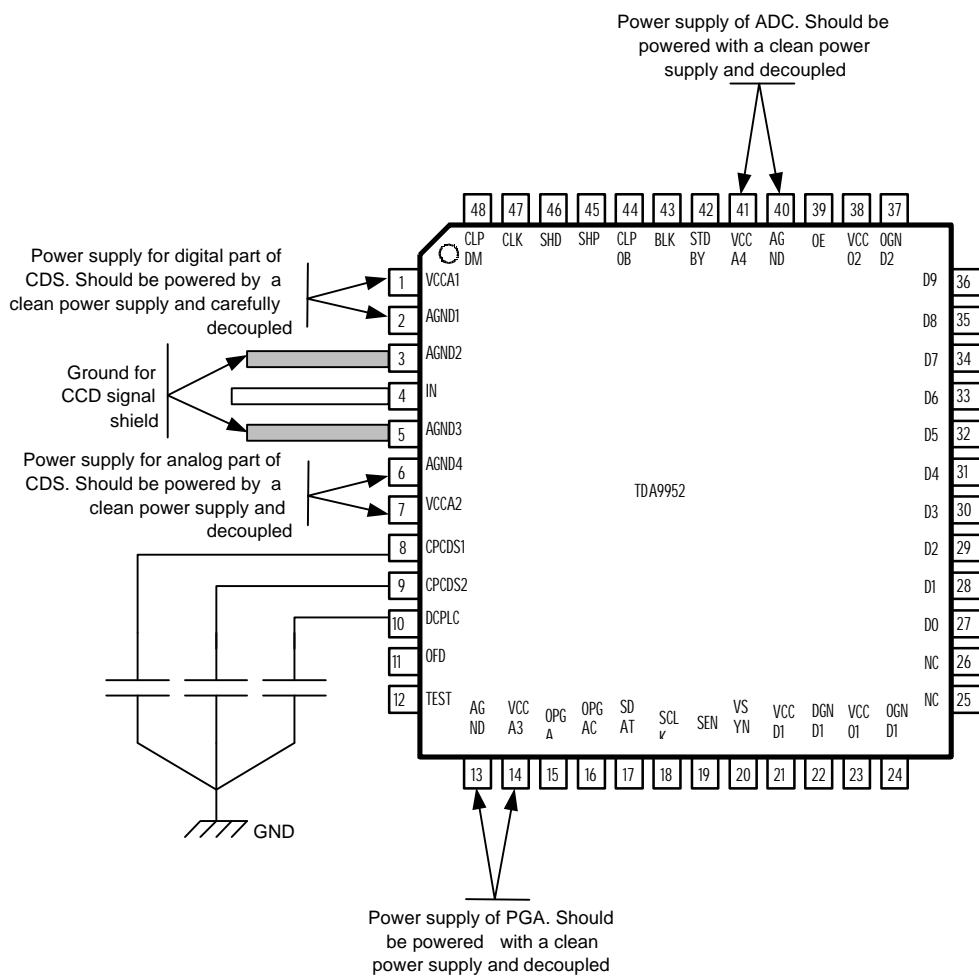 Power supply of ADC. Should be
powered with a clean power
supply and decoupled
48 47 46 45 44 43 42 41 40 39 38 37
CLP DM
CLK
SHD
SHP
CLP OB
BLK
STD BY
VCC A4
AG ND
OE
VCC O2
OGN D2
Power supply for digital part of
CDS. Should be powered by a
clean power supply and carefully
decoupled
Ground for
CCD signal
shield
Power supply for analog part of
CDS. Should be powered by a
clean power supply and
decoupled
1 VCCA1
2 AGND1
3 AGND2
4 IN
5 AGND3
6 AGND4
7 VCCA2
8 CPCDS1
9 CPCDS2
10 DCPLC
11 OFD
12 TEST
TDA9952
D9 36
D8 35
D7 34
D6 33
D5 32
D4 31
D3 30
D2 29
D1 28
D0 27
NC 26
NC 25
AG ND
VCC A3
OPG A
OPG AC
SD AT
SCL K
SEN
VS YN
VCC D1
DGN D1
VCC O1
OGN D1
13 14 15 16 17 18 19 20 21 22 23 24
GND
Power supply of PGA. Should
be powered with a clean
power supply and decoupled